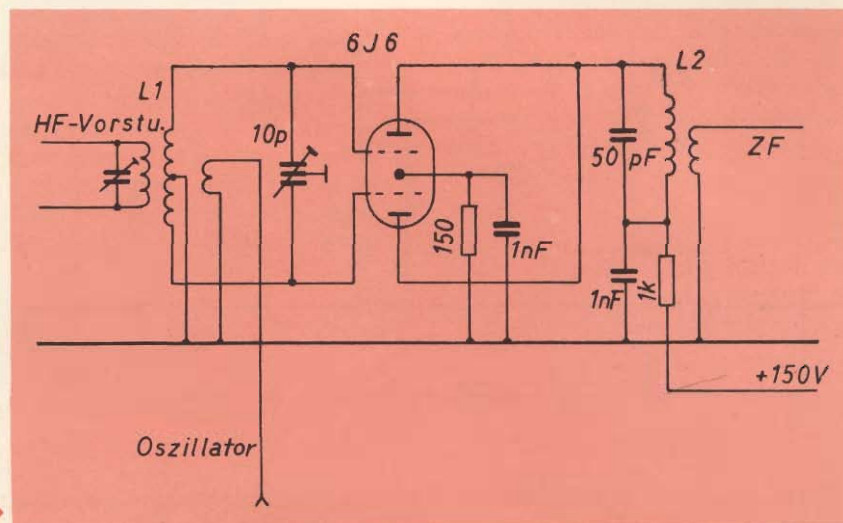 6J6
L1
L2
HF-Vorstu.
10p
50 pF
ZF
150
1nF
1nF
1k
+150V
Oszillator